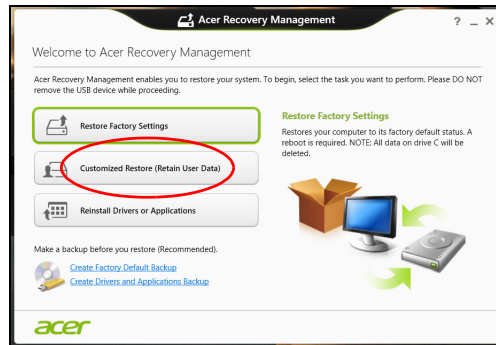 Acer Recovery Management
? _ X
Welcome to Acer Recovery Management
Acer Recovery Management enables you to restore your system. To begin, select the task you want to perform. Please DO NOT
remove the USB device while proceeding.
Restore Factory Settings
Customized Restore (Retain User Data)
Reinstall Drivers or Applications
Restore Factory Settings
Restores your computer to its factory default status. A
reboot is required. NOTE: All data on drive C will be
deleted.
Make a backup before you restore (Recommended).
Create Factory Default Backup
Create Drivers and Applications Backup
acer